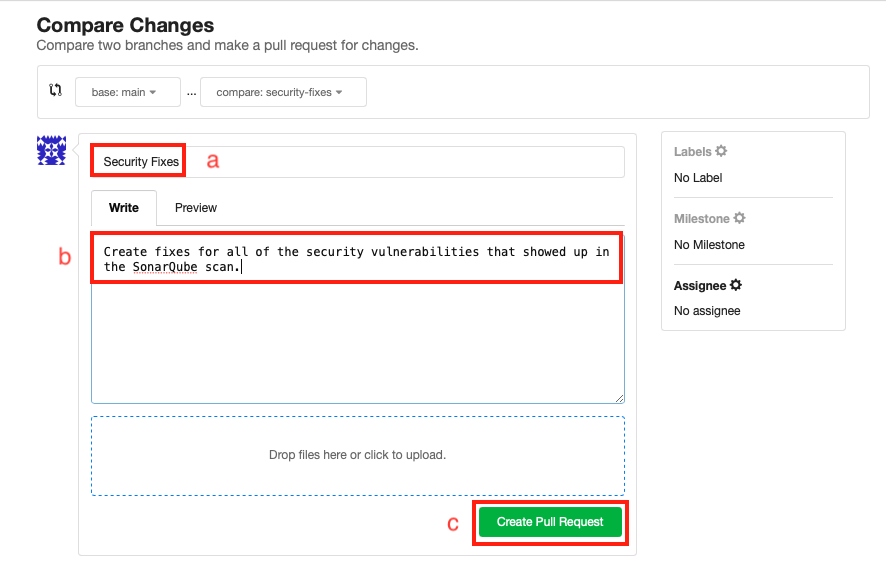 Compare Changes
Compare two branches and make a pull request for changes.
base: main ... compare: security-fixes
Security Fixes a
Write Preview
b
Create fixes for all of the security vulnerabilities that showed up in
the SonarQube scan.
Drop files here or click to upload.
c Create Pull Request
Labels
No Label
Milestone
No Milestone
Assignee
No assignee